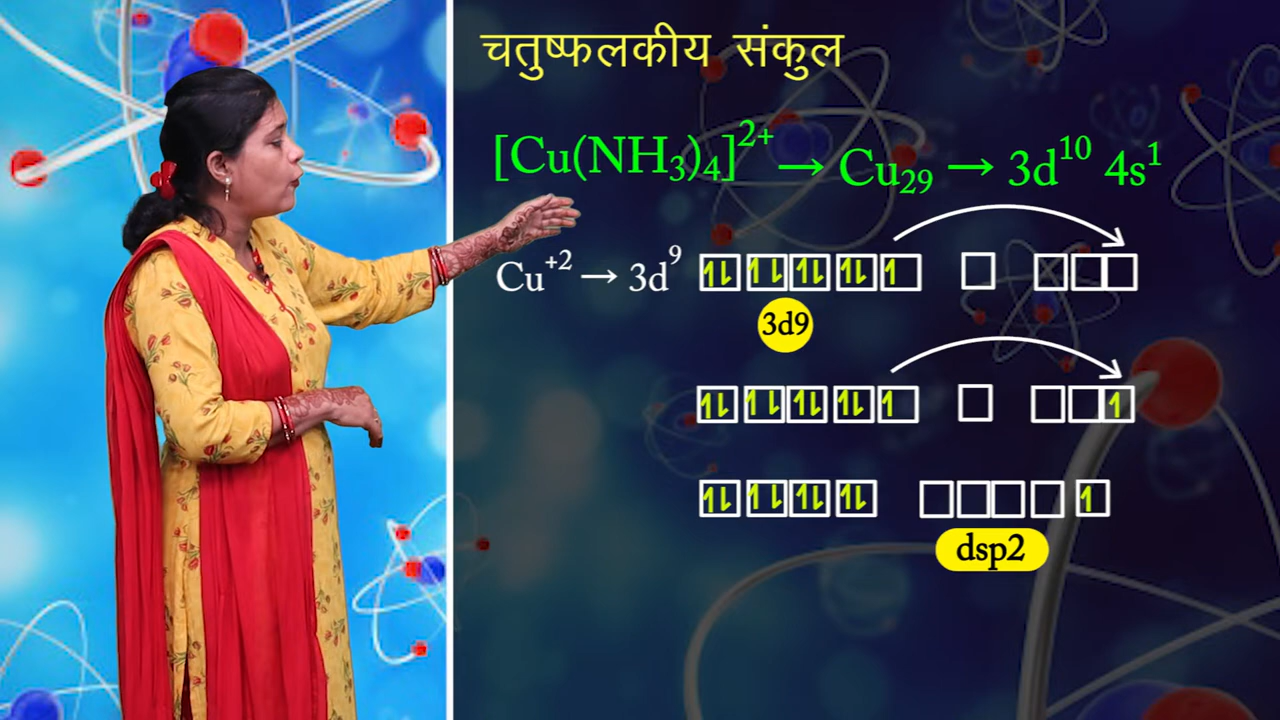 चतुष्फलकीय संकुल
[Cu(NH₃)₄]²⁺ → Cu₂₉ → 3d¹⁰ 4s¹
Cu⁺² → 3d⁹ ⥮ ⥮ ⥮ ⥮ ↿
3d9
⥮ ⥮ ⥮ ⥮ ↿ ↿
⥮ ⥮ ⥮ ⥮ ↿
dsp2